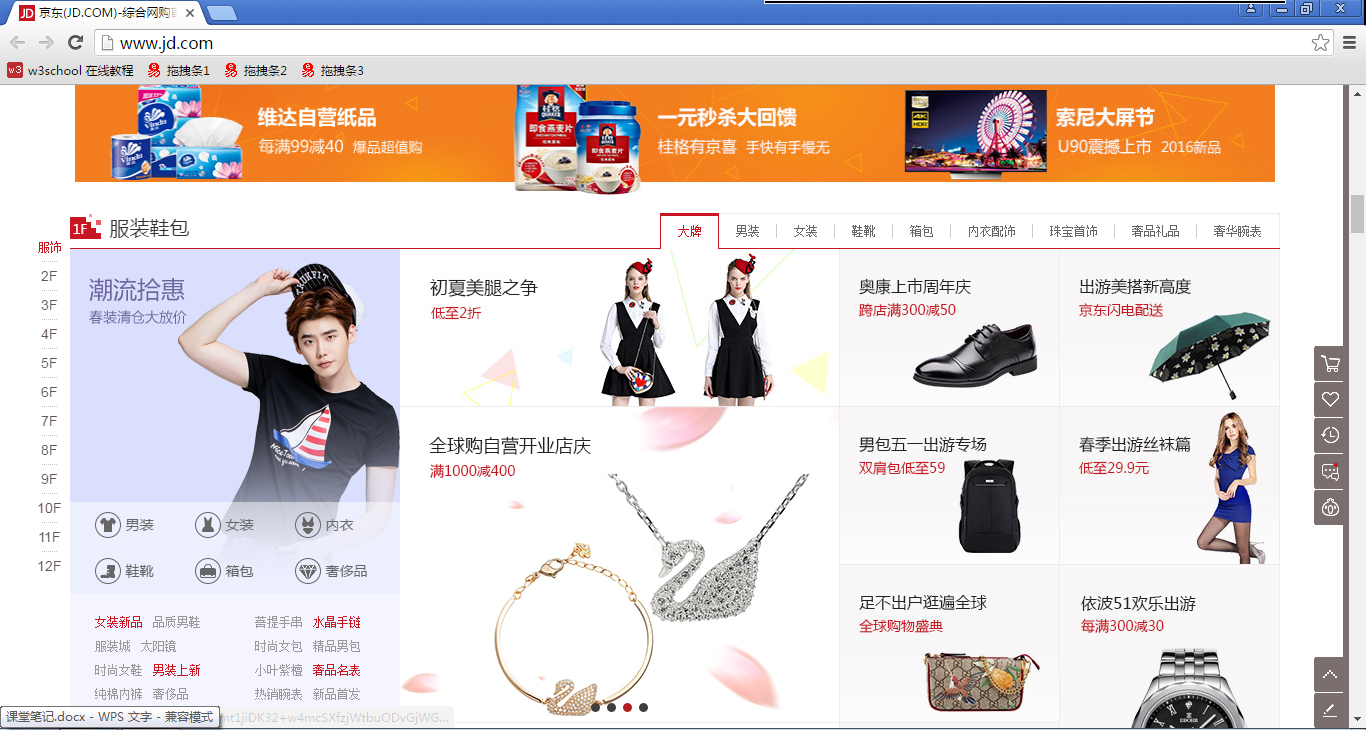 JD 京东(JD.COM)-综合网购首
www.jd.com
w3 w3school 在线教程 拖拽条1 拖拽条2 拖拽条3
维达自营纸品
每满99减40 爆品超值购
Vinda
一元秒杀大回馈
桂格有京喜 手快有手慢无
QUAKER
即食燕麦片
索尼大屏节
U90震撼上市 2016新品
4K
HDR
1F 服装鞋包
大牌 男装 女装 鞋靴 箱包 内衣配饰 珠宝首饰 奢品礼品 奢华腕表
服饰
2F
3F
4F
5F
6F
7F
8F
9F
10F
11F
12F
潮流拾惠
春装清仓大放价
男装 女装 内衣
鞋靴 箱包 奢侈品
女装新品 品质男鞋 菩提手串 水晶手链
服装城 太阳镜 时尚女包 精品男包
时尚女鞋 男装上新 小叶紫檀 奢品名表
纯棉内裤 奢侈品 热销腕表 新品首发
初夏美腿之争
低至2折
奥康上市周年庆
跨店满300减50
出游美搭新高度
京东闪电配送
全球购自营开业店庆
满1000减400
男包五一出游专场
双肩包低至59
春季出游丝袜篇
低至29.9元
足不出户逛遍全球
全球购物盛典
依波51欢乐出游
每满300减30
EBOHR
课堂笔记.docx - WPS 文字 - 兼容模式